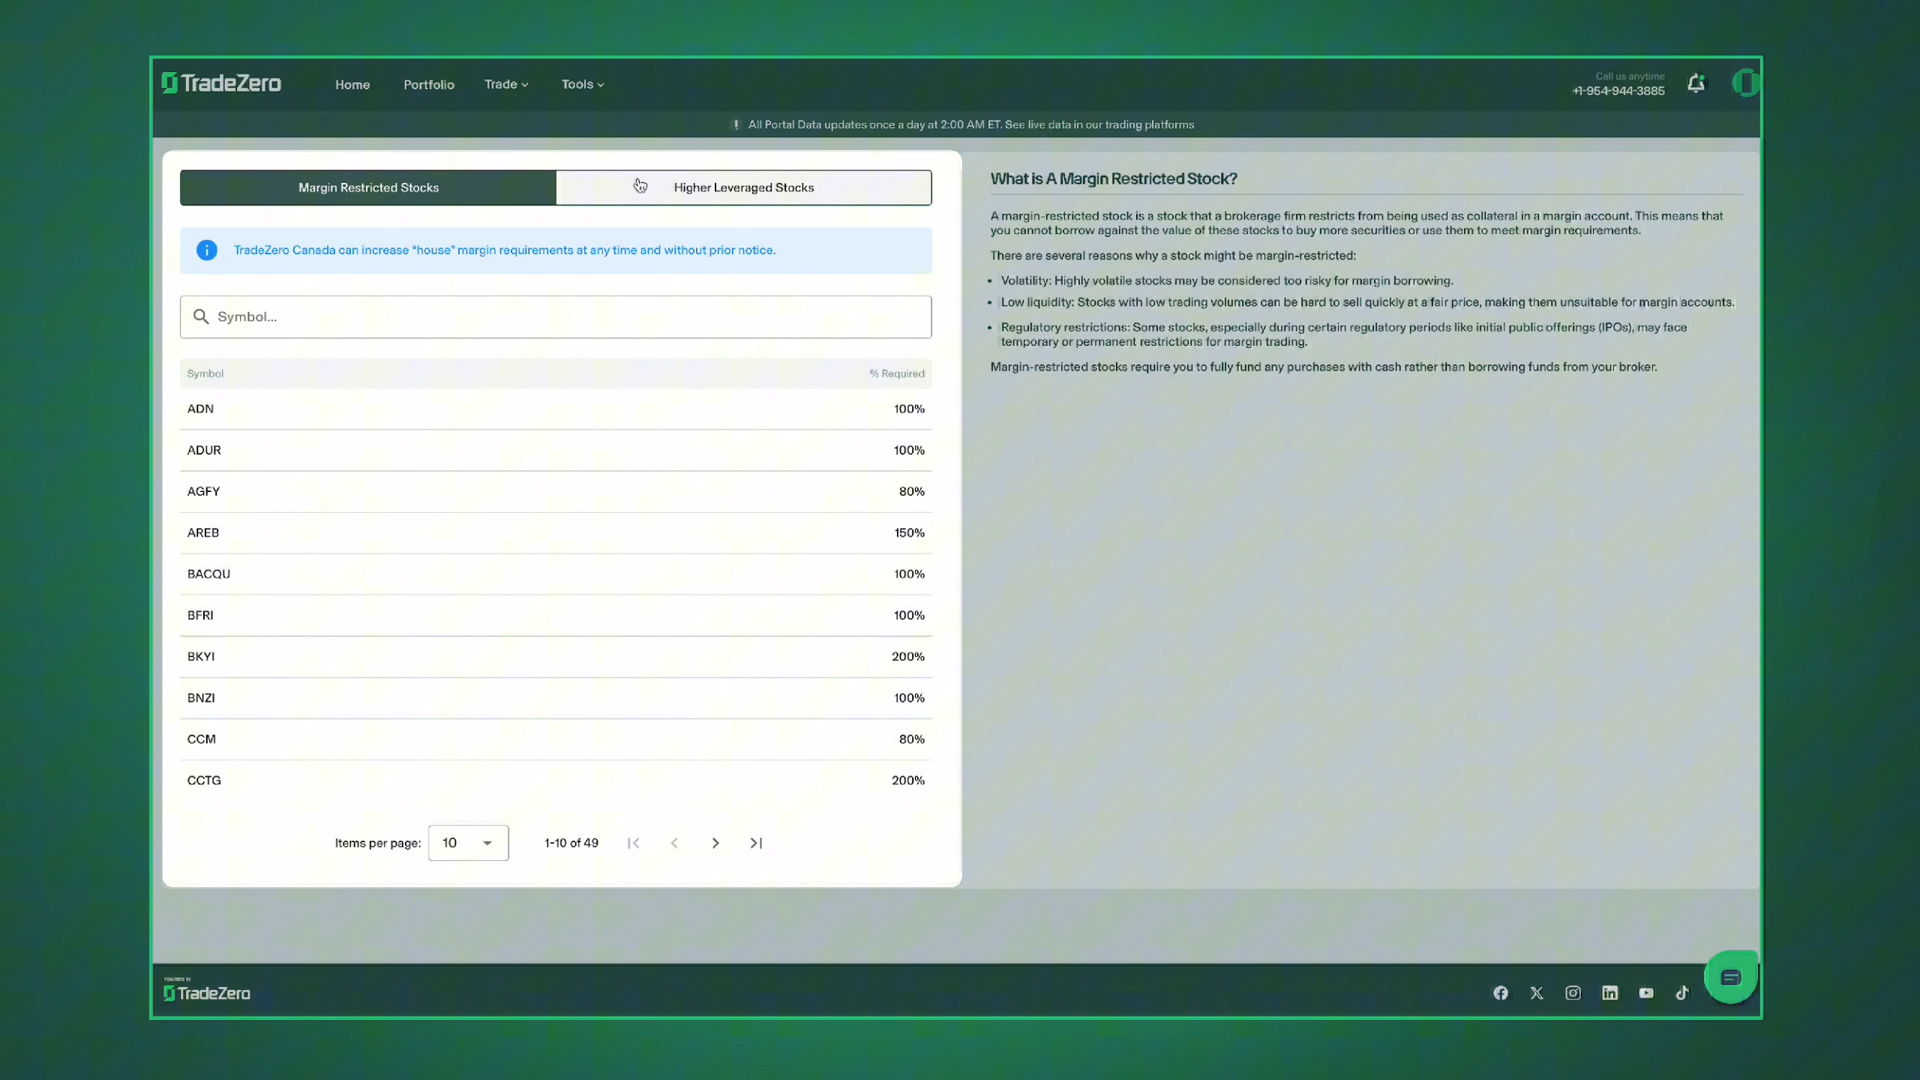 TradeZero
Home
Portfolio
Trade
Tools
Call us anytime
+1-954-944-3885
All Portal Data updates once a day at 2:00 AM ET. See live data in our trading platforms
Margin Restricted Stocks
Higher Leveraged Stocks
TradeZero Canada can increase "house" margin requirements at any time and without prior notice.
Symbol...
Symbol
% Required
ADN
100%
ADUR
100%
AGFY
80%
AREB
150%
BACQU
100%
BFRI
100%
BKYI
200%
BNZI
100%
CCM
80%
CCTG
200%
Items per page:
10
1-10 of 49
What is A Margin Restricted Stock?
A margin-restricted stock is a stock that a brokerage firm restricts from being used as collateral in a margin account. This means that
you cannot borrow against the value of these stocks to buy more securities or use them to meet margin requirements.
There are several reasons why a stock might be margin-restricted:
• Volatility: Highly volatile stocks may be considered too risky for margin borrowing.
• Low liquidity: Stocks with low trading volumes can be hard to sell quickly at a fair price, making them unsuitable for margin accounts.
• Regulatory restrictions: Some stocks, especially during certain regulatory periods like initial public offerings (IPOs), may face
temporary or permanent restrictions for margin trading.
Margin-restricted stocks require you to fully fund any purchases with cash rather than borrowing funds from your broker.
POWERED BY
TradeZero